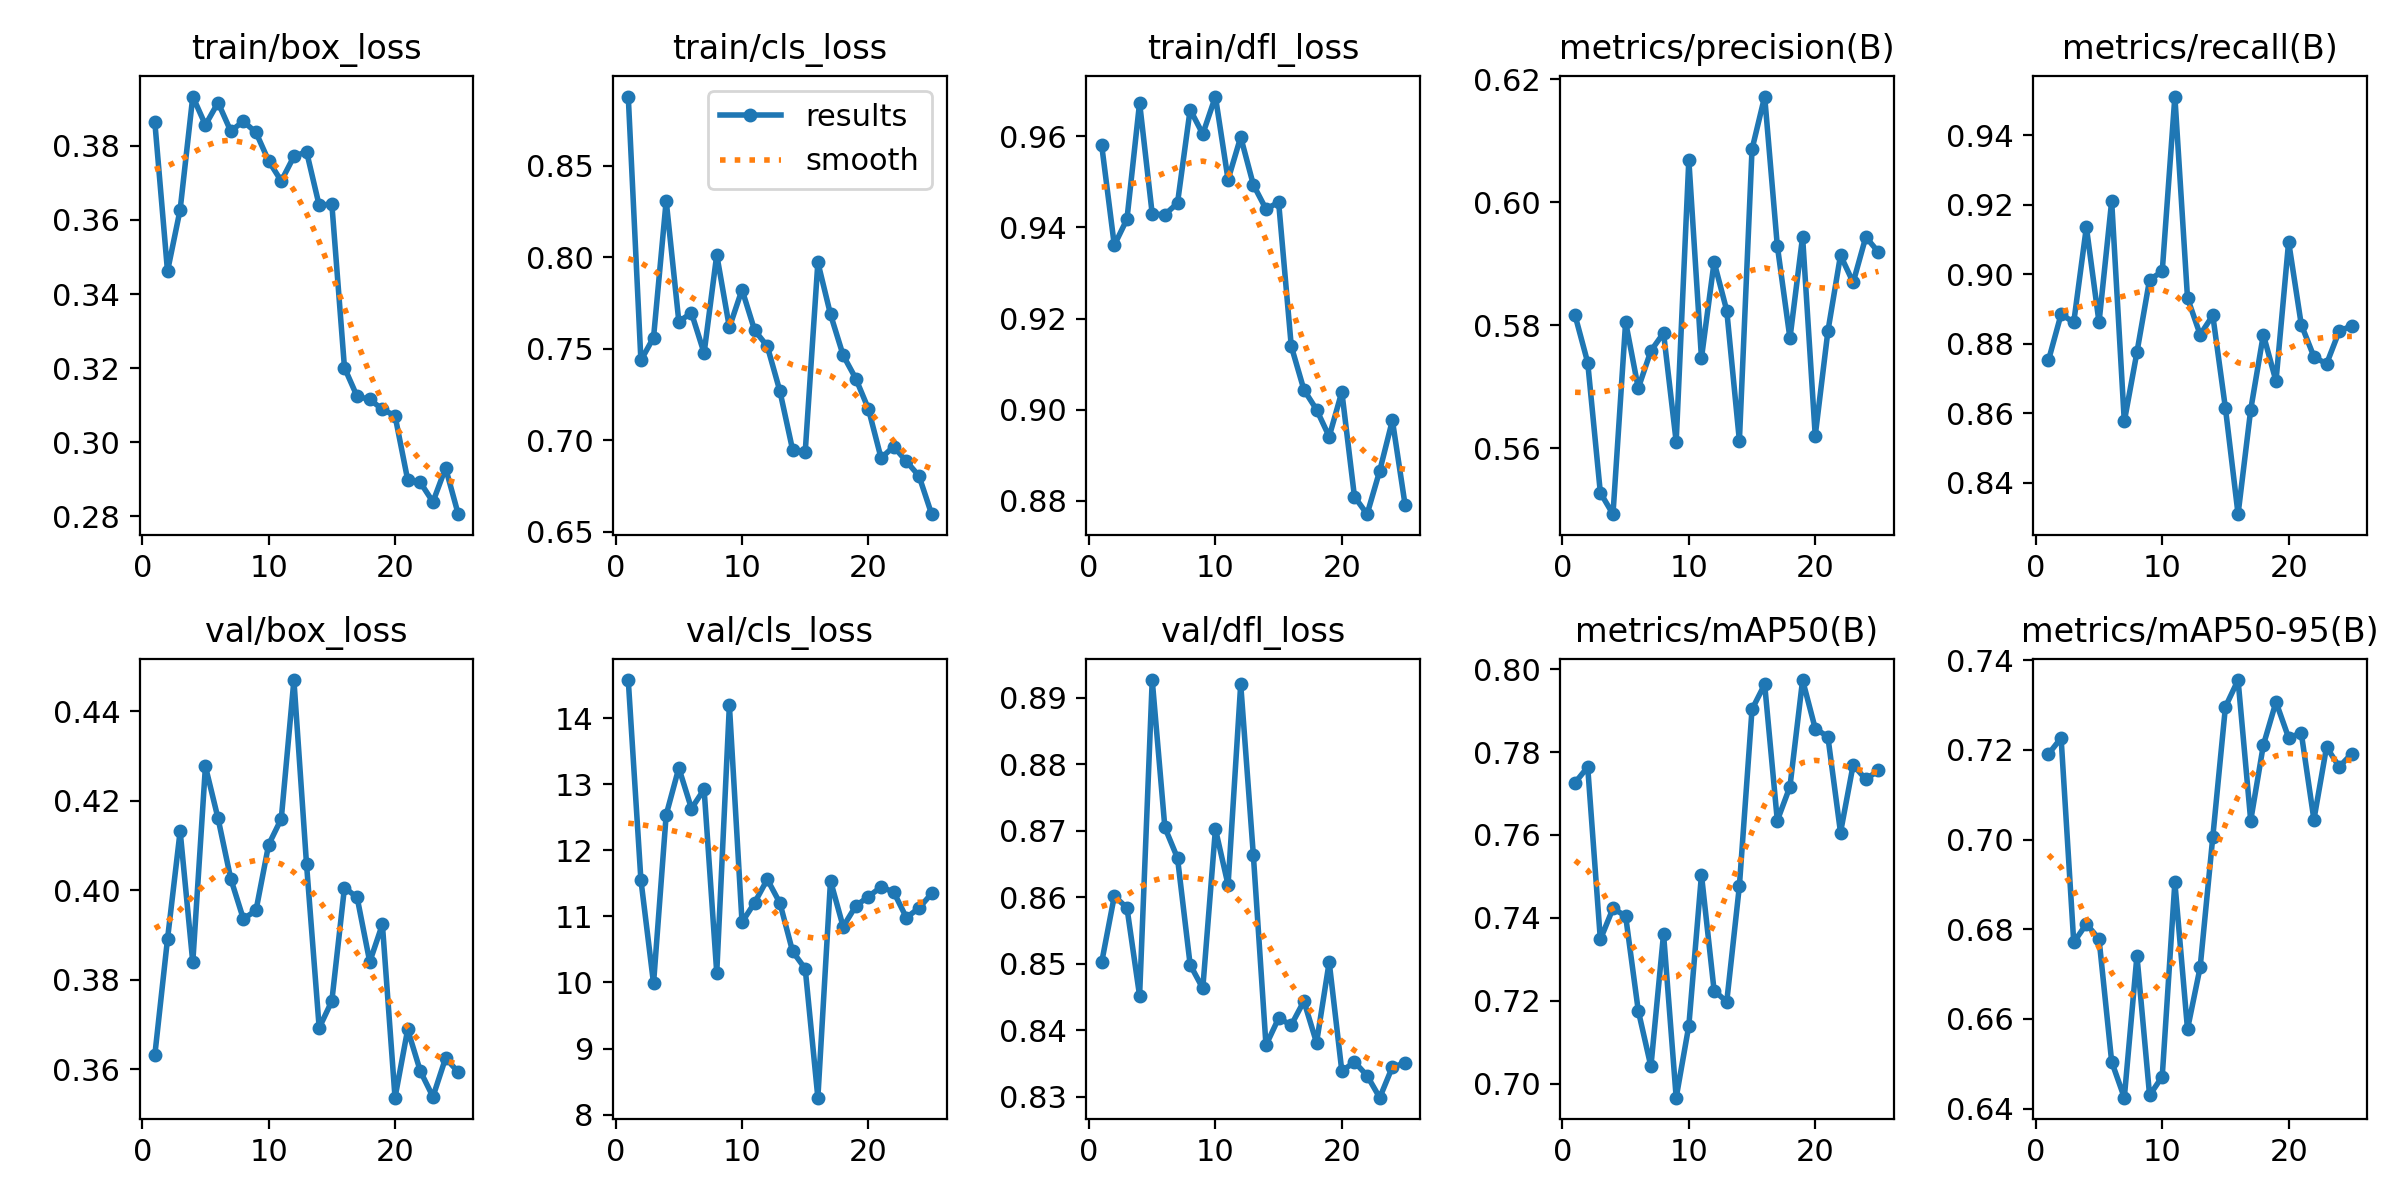 train/box_loss
0.38
0.36
0.34
0.32
0.30
0.28
0 10 20
train/cls_loss
results
smooth
0.85
0.80
0.75
0.70
0.65
0 10 20
train/dfl_loss
0.96
0.94
0.92
0.90
0.88
0 10 20
metrics/precision(B)
0.62
0.60
0.58
0.56
0 10 20
metrics/recall(B)
0.94
0.92
0.90
0.88
0.86
0.84
0 10 20
val/box_loss
0.44
0.42
0.40
0.38
0.36
0 10 20
val/cls_loss
14
13
12
11
10
9
8
0 10 20
val/dfl_loss
0.89
0.88
0.87
0.86
0.85
0.84
0.83
0 10 20
metrics/mAP50(B)
0.80
0.78
0.76
0.74
0.72
0.70
0 10 20
metrics/mAP50-95(B)
0.74
0.72
0.70
0.68
0.66
0.64
0 10 20